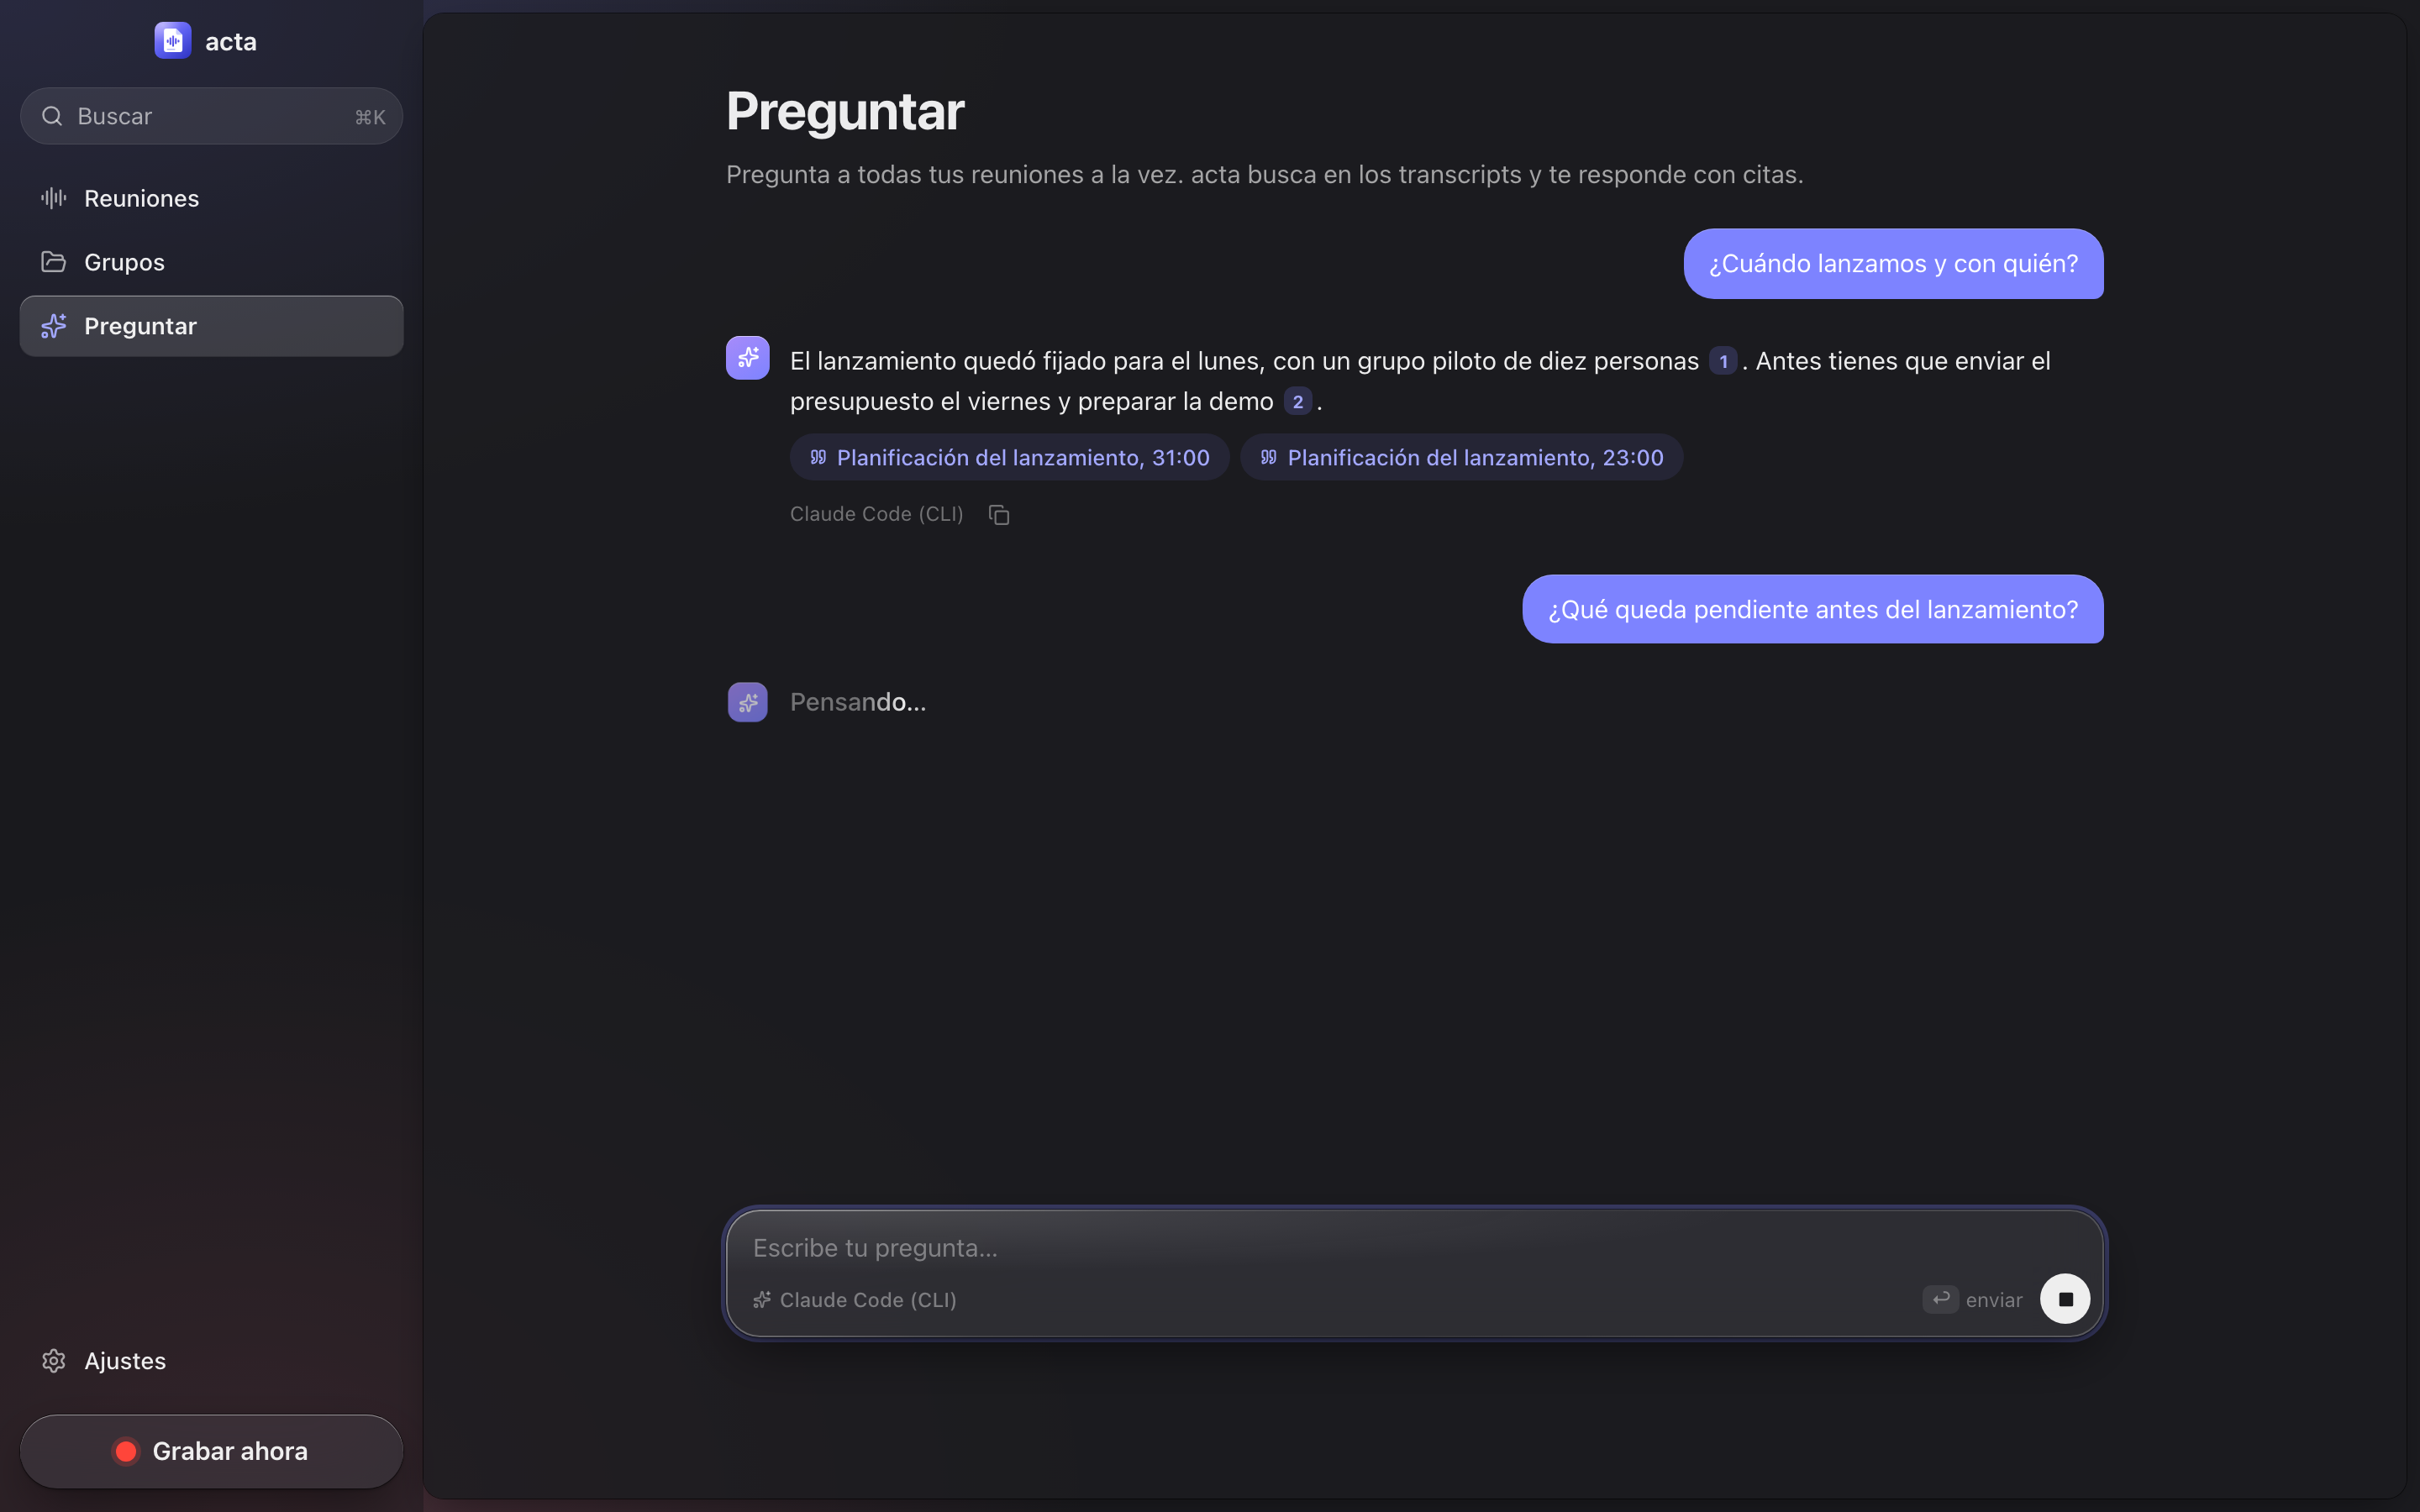 acta
Buscar ⌘K
Reuniones
Grupos
Preguntar
Ajustes
Grabar ahora
Preguntar
Pregunta a todas tus reuniones a la vez. acta busca en los transcripts y te responde con citas.
¿Cuándo lanzamos y con quién?
El lanzamiento quedó fijado para el lunes, con un grupo piloto de diez personas 1. Antes tienes que enviar el
presupuesto el viernes y preparar la demo 2.
Planificación del lanzamiento, 31:00 Planificación del lanzamiento, 23:00
Claude Code (CLI)
¿Qué queda pendiente antes del lanzamiento?
Pensando...
Escribe tu pregunta...
Claude Code (CLI) enviar